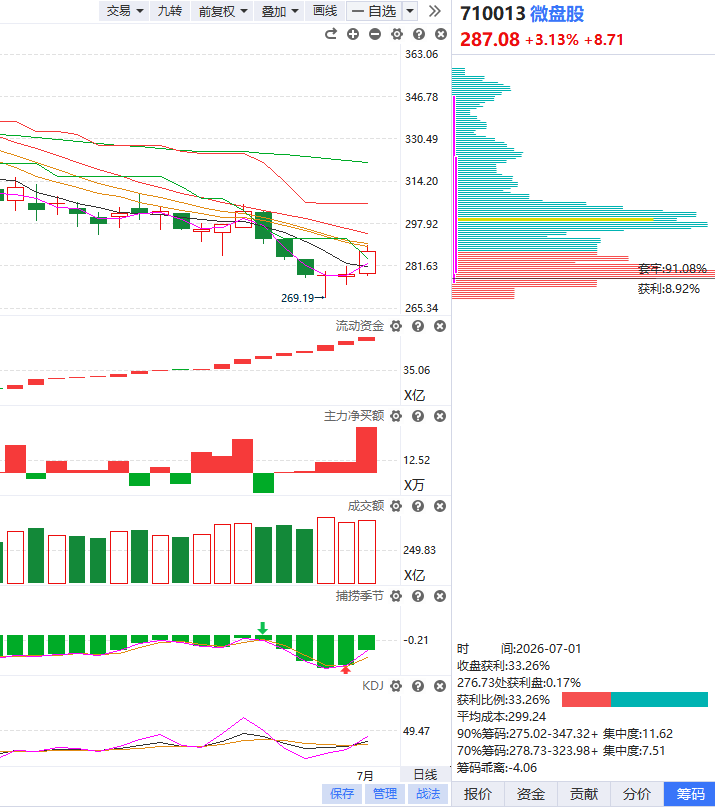 交易 九转 前复权 叠加 画线 一自选
710013 微盘股
287.08 +3.13% +8.71
363.06
346.78
330.49
314.20
297.92
281.63
265.34
269.19
套牢:91.08%
获利:8.92%
流动资金
35.06
X亿
主力净买额
12.52
X万
成交额
249.83
X亿
捕捞季节
-0.21
KDJ
49.47
7月 日线
保存 管理 战法
时 间:2026-07-01
收盘获利:33.26%
276.73处获利盘:0.17%
获利比例:33.26%
平均成本:299.24
90%筹码:275.02-347.32+ 集中度:11.62
70%筹码:278.73-323.98+ 集中度:7.51
筹码乖离:-4.06
报价 资金 贡献 分价 筹码